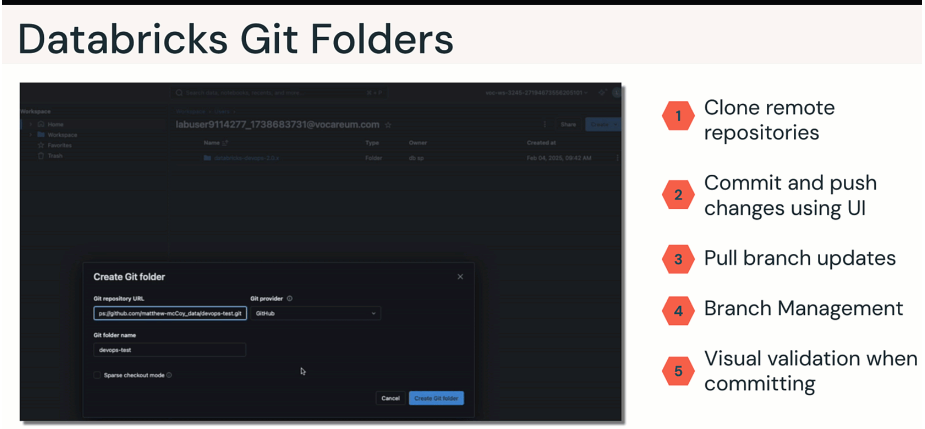 Databricks Git Folders
Workspace
Home
Workspace
Favorites
Trash
labuser9114277_1738683731@vocareum.com
Share
Create
Name
Type
Owner
Created at
Folder
Feb 04, 2025, 09:42 AM
Create Git folder
Git repository URL
Git provider
ps://github.com/matthew-mcCoy_data/devops-test.git
GitHub
Git folder name
devops-test
Sparse checkout mode
Cancel
Create Git folder
1
Clone remote
repositories
2
Commit and push
changes using UI
3
Pull branch updates
4
Branch Management
5
Visual validation when
committing